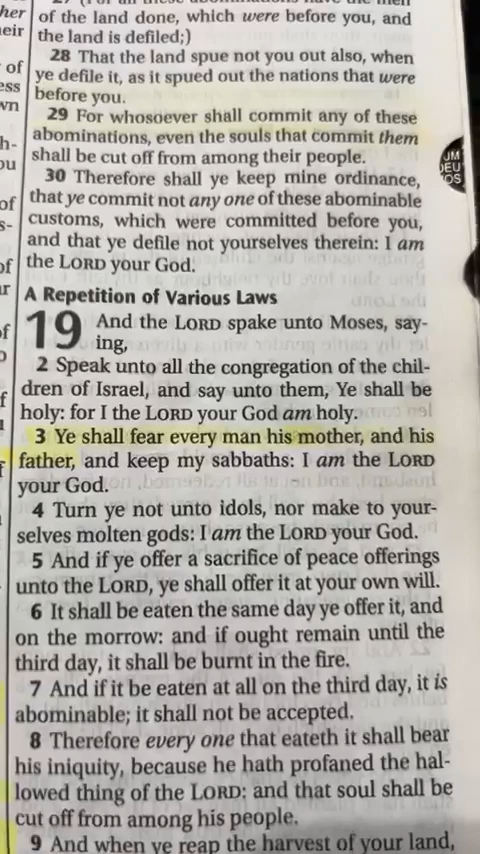 of the land done, which were before you, and
the land is defiled;)
28 That the land spue not you out also, when
ye defile it, as it spued out the nations that were
before you.
29 For whosoever shall commit any of these
abominations, even the souls that commit them
shall be cut off from among their people.
30 Therefore shall ye keep mine ordinance,
that ye commit not any one of these abominable
customs, which were committed before you,
and that ye defile not yourselves therein: I am
the LORD your God.
A Repetition of Various Laws
19 And the LORD spake unto Moses, say-
ing,
2 Speak unto all the congregation of the chil-
dren of Israel, and say unto them, Ye shall be
holy: for I the LORD your God am holy.
3 Ye shall fear every man his mother, and his
father, and keep my sabbaths: I am the LORD
your God.
4 Turn ye not unto idols, nor make to your-
selves molten gods: I am the LORD your God.
5 And if ye offer a sacrifice of peace offerings
unto the LORD, ye shall offer it at your own will.
6 It shall be eaten the same day ye offer it, and
on the morrow: and if ought remain until the
third day, it shall be burnt in the fire.
7 And if it be eaten at all on the third day, it is
abominable; it shall not be accepted.
8 Therefore every one that eateth it shall bear
his iniquity, because he hath profaned the hal-
lowed thing of the LORD: and that soul shall be
cut off from among his people.
9 And when ye reap the harvest of your land,